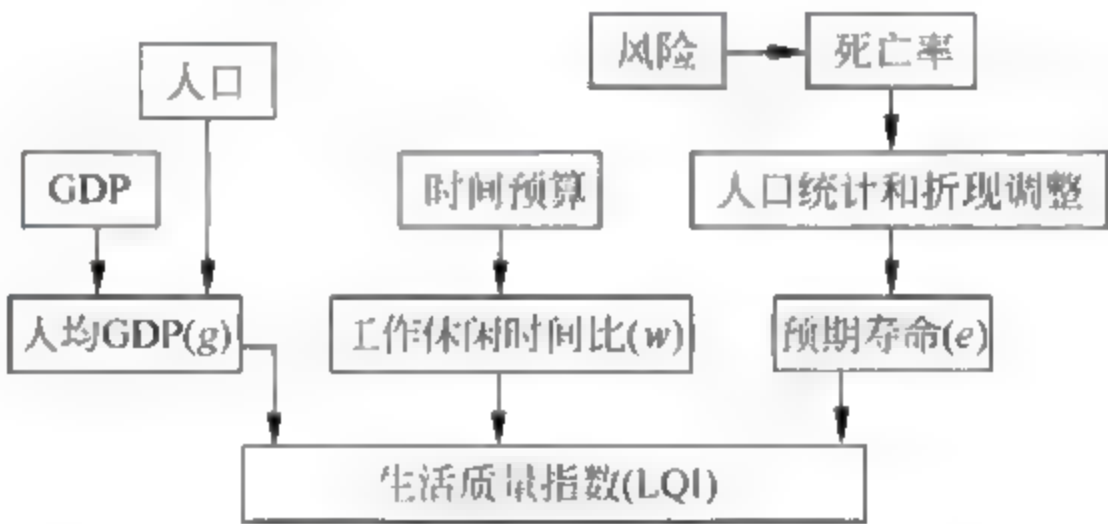 风险
死亡率
人口
GDP
时间预算
人口统计和折现调整
人均GDP(g)
工作休闲时间比(w)
预期寿命(e)
生活质量指数(LQI)